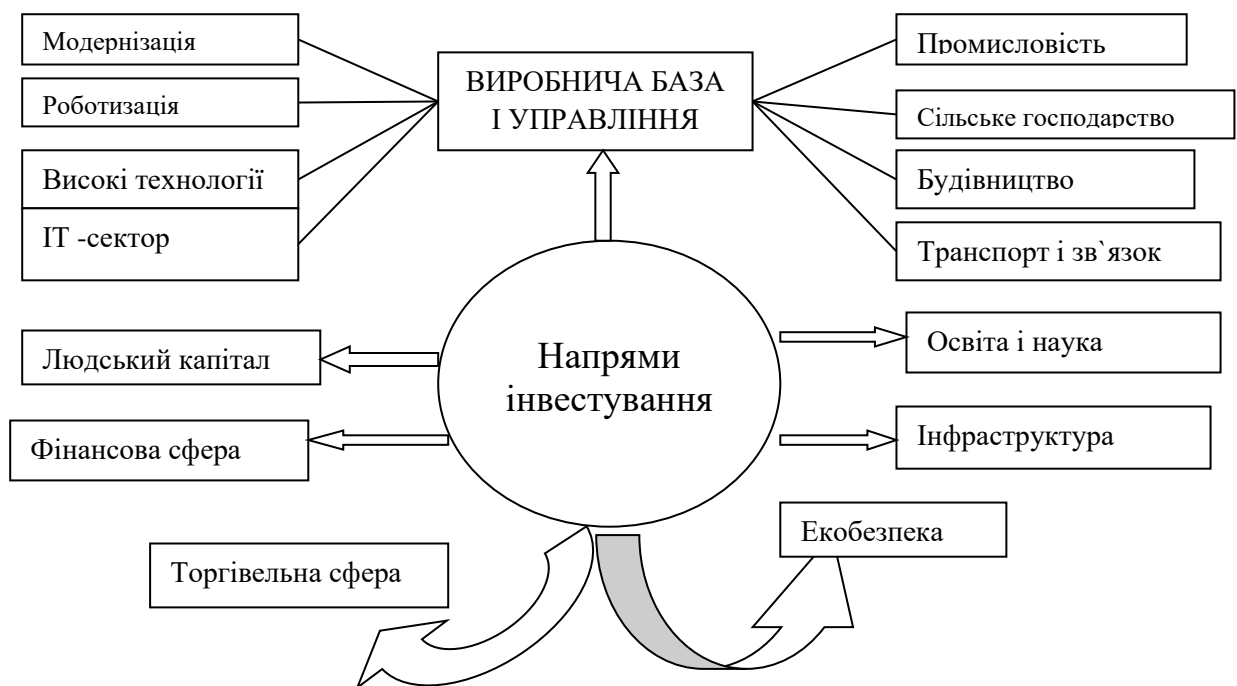 Модернізація
Роботизація
Високі технології
ІТ -сектор
ВИРОБНИЧА БАЗА
І УПРАВЛІННЯ
Промисловість
Сільське господарство
Будівництво
Транспорт і зв`язок
Людський капітал
Фінансова сфера
Напрями
інвестування
Освіта і наука
Інфраструктура
Торгівельна сфера
Екобезпека